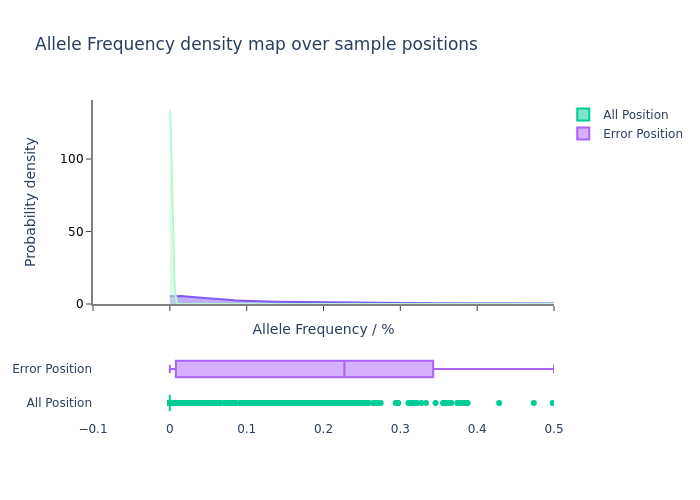 Allele Frequency density map over sample positions
All Position
Error Position
Probability density
100
50
0
Allele Frequency / %
Error Position
All Position
−0.1
0
0.1
0.2
0.3
0.4
0.5